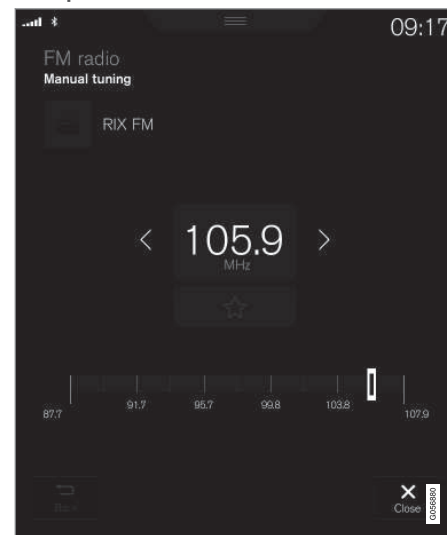 09:17
FM radio
Manual tuning
RIX FM
105.9
MHz
87.7 91.7 95.7 99.8 103.8 107.9
Back
Close
G056880